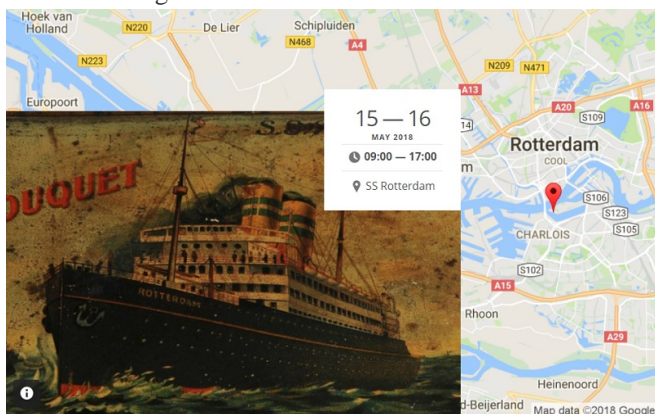 Hoek van
Holland
N220
De Lier
Schipluiden
N468
A4
N223
N209
N471
A13
Europoort
A20
A16
S109
14
15 — 16
MAY 2018
09:00 — 17:00
SS Rotterdam
Rotterdam
COOL
m
S106
S123
S105
CHARLOIS
OUQUET
ROTTERDAM
S102
A15
Rhoon
A29
Heinenoord
d-Beijerland
Map data ©2018 Google